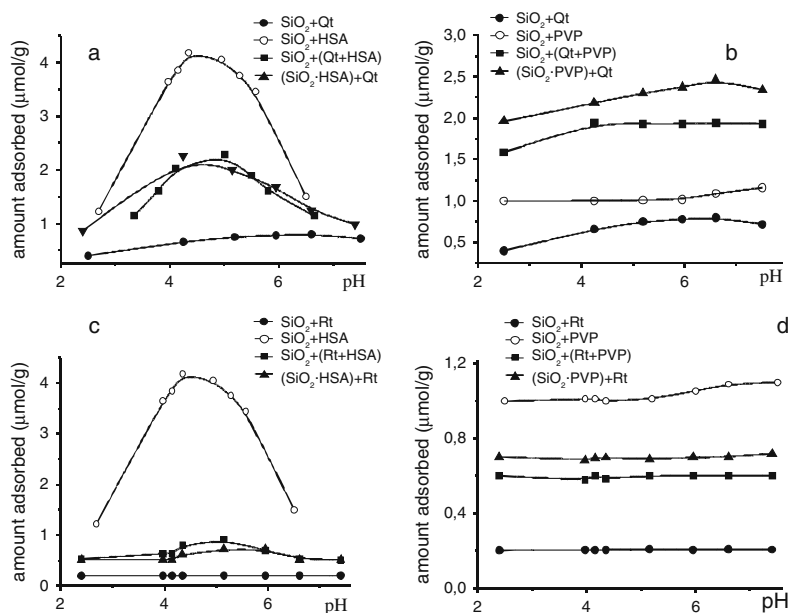 a
SiO2+Qt
SiO2+HSA
SiO2+(Qt+HSA)
(SiO2·HSA)+Qt
amount adsorbed (μmol/g)
4
3
2
1
2 4 6 pH
b
SiO2+Qt
SiO2+PVP
SiO2+(Qt+PVP)
(SiO2·PVP)+Qt
amount adsorbed (μmol/g)
3,0
2,5
2,0
1,5
1,0
0,5
2 4 6 pH
c
SiO2+Rt
SiO2+HSA
SiO2+(Rt+HSA)
(SiO2·HSA)+Rt
amount adsorbed (μmol/g)
4
3
2
1
0
2 4 6 pH
d
SiO2+Rt
SiO2+PVP
SiO2+(Rt+PVP)
(SiO2·PVP)+Rt
amount adsorbed (μmol/g)
1,2
0,8
0,4
0,0
2 4 6 pH